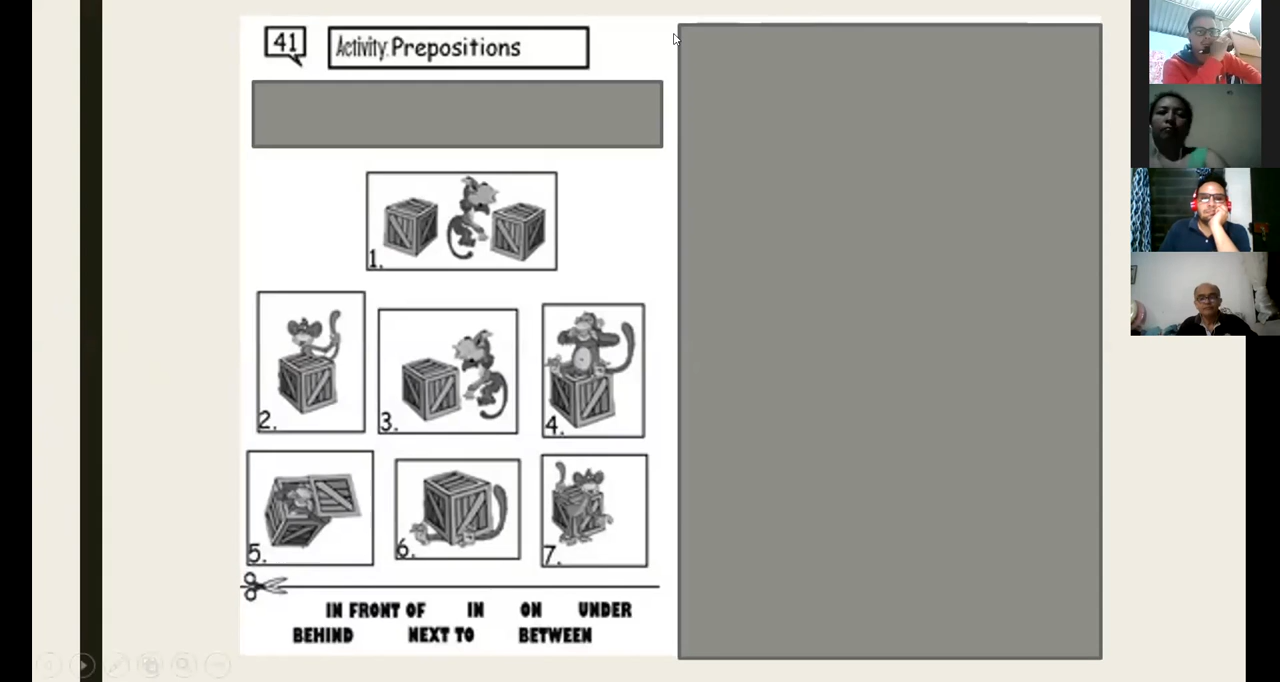 41
Activity: Prepositions
1.
2.
3.
4.
5.
6.
7.
IN FRONT OF IN ON UNDER
BEHIND NEXT TO BETWEEN